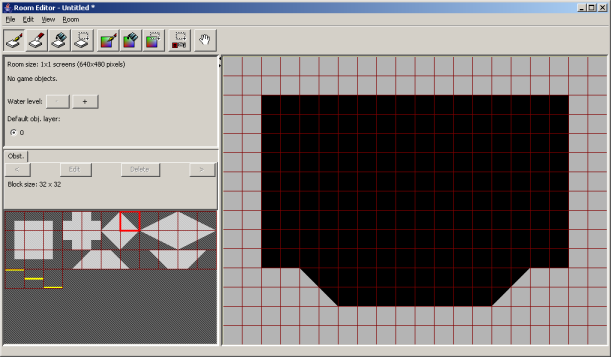 Room Editor - Untitled *
File Edit View Room
Room size: 1x1 screens (640x480 pixels)
No game objects.
Water level: - +
Default obj. layer:
0
Obst.
< Edit Delete >
Block size: 32 x 32